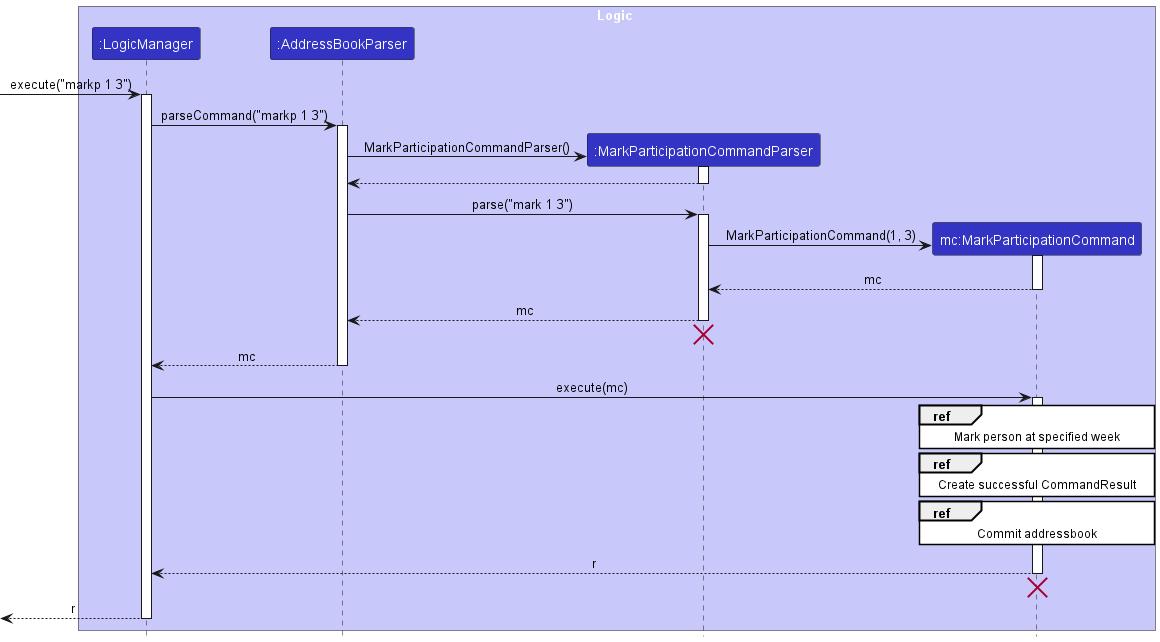 Logic
:LogicManager
:AddressBookParser
execute("markp 1 3")
parseCommand("markp 1 3")
MarkParticipationCommandParser()
:MarkParticipationCommandParser
parse("mark 1 3")
MarkParticipationCommand(1, 3)
mc:MarkParticipationCommand
mc
mc
mc
execute(mc)
ref
Mark person at specified week
ref
Create successful CommandResult
ref
Commit addressbook
r
r